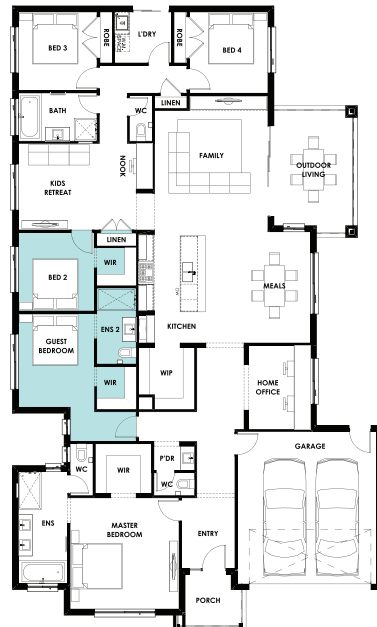 BED 3
ROBE
WM SPACE
L'DRY
ROBE
BED 4
BATH
WC
LINEN
FAMILY
OUTDOOR
LIVING
KIDS
RETREAT
NOOK
LINEN
BED 2
WIR
MEALS
GUEST
BEDROOM
ENS 2
KITCHEN
WIR
WIP
HOME
OFFICE
GARAGE
WC
WIR
P'DR
WC
ENS
MASTER
BEDROOM
ENTRY
PORCH